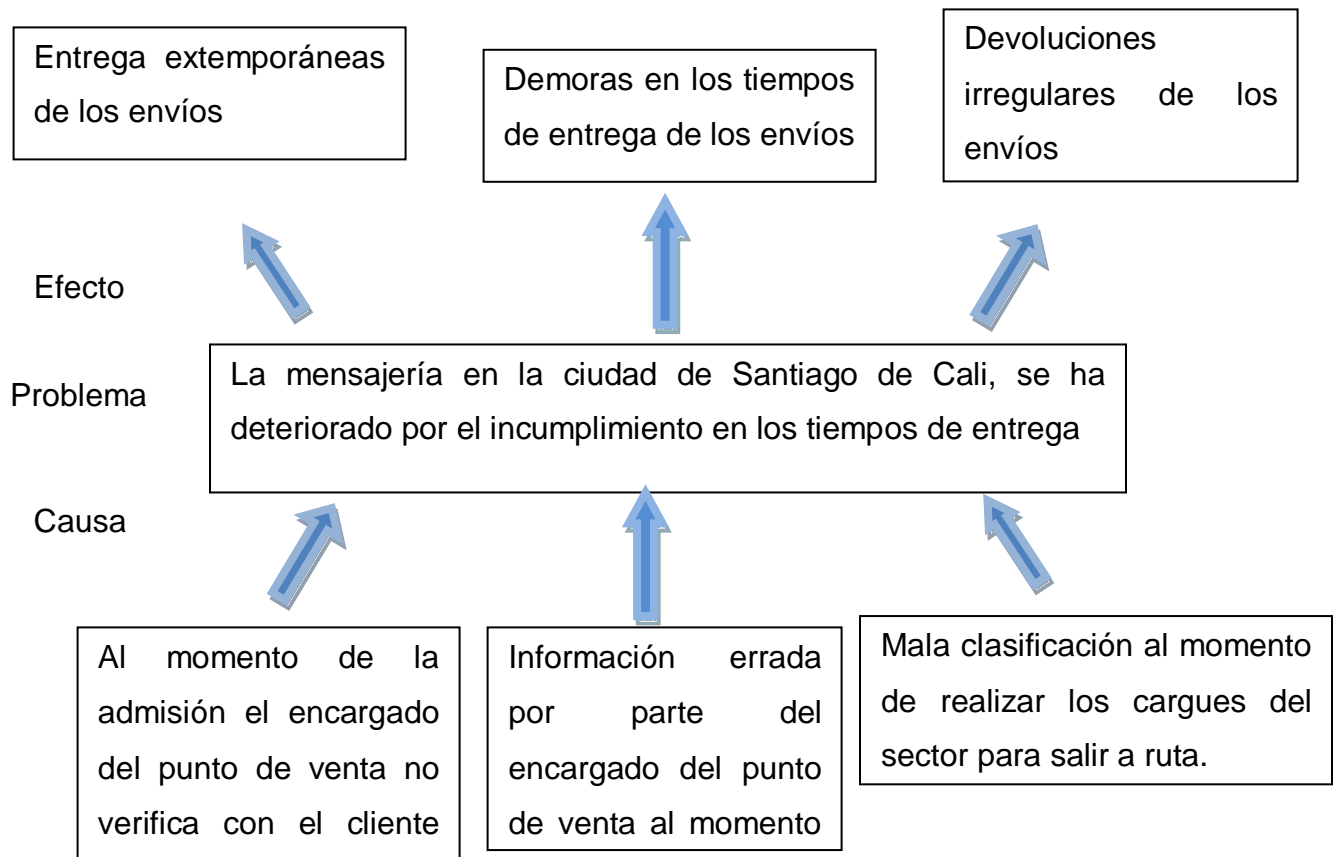 Entrega extemporáneas
de los envíos
Demoras en los tiempos
de entrega de los envíos
Devoluciones
irregulares de los
envíos
Efecto
Problema
La mensajería en la ciudad de Santiago de Cali, se ha
deteriorado por el incumplimiento en los tiempos de entrega
Causa
Al momento de la
admisión el encargado
del punto de venta no
verifica con el cliente
Información errada
por parte del
encargado del punto
de venta al momento
Mala clasificación al momento
de realizar los cargues del
sector para salir a ruta.